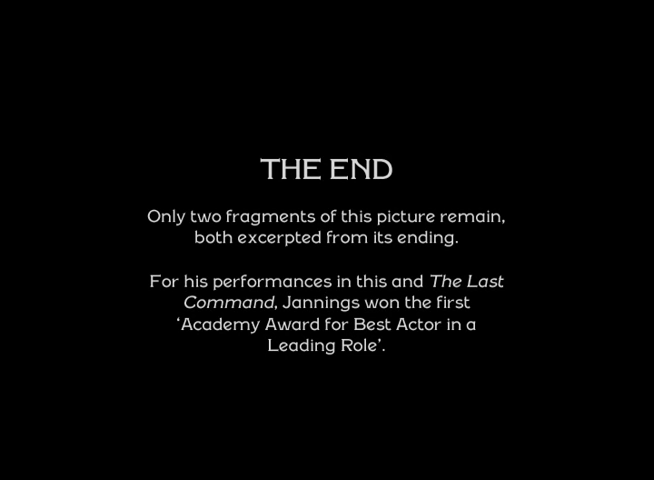 THE END
Only two fragments of this picture remain,
both excerpted from its ending.
For his performances in this and The Last
Command, Jannings won the first
‘Academy Award for Best Actor in a
Leading Role’.